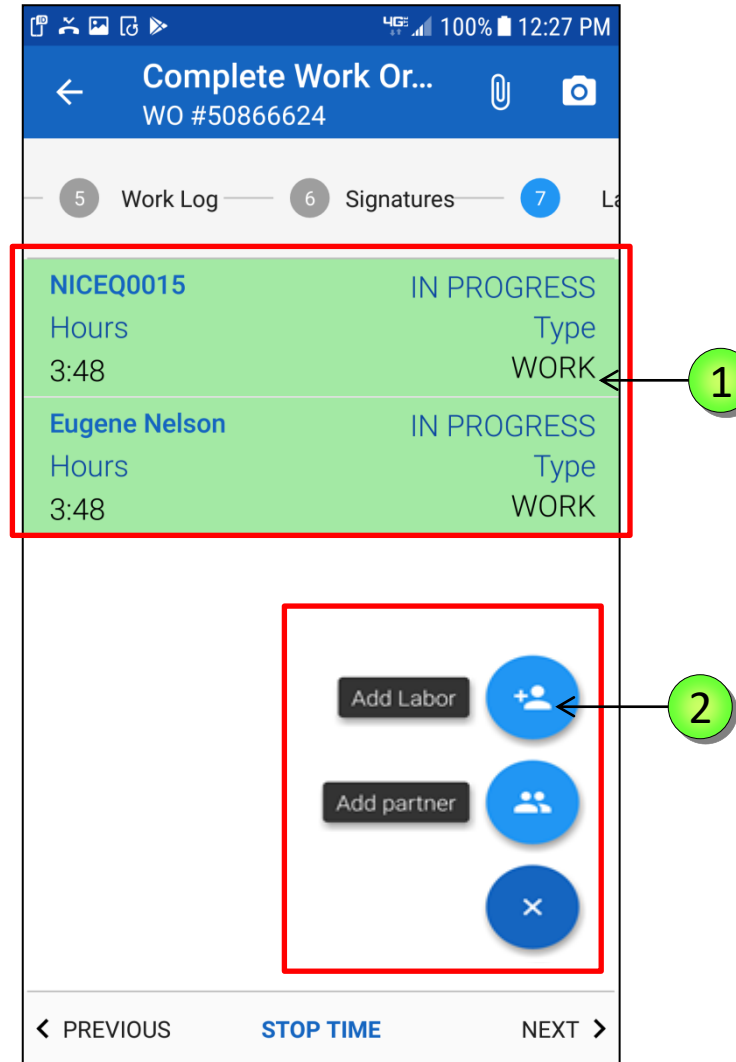 4GE 100% 12:27 PM
Complete Work Or...
WO #50866624
5 Work Log 6 Signatures 7 La
NICEQ0015 IN PROGRESS
Hours Type
3:48 WORK
1
Eugene Nelson IN PROGRESS
Hours Type
3:48 WORK
Add Labor
2
Add partner
PREVIOUS STOP TIME NEXT